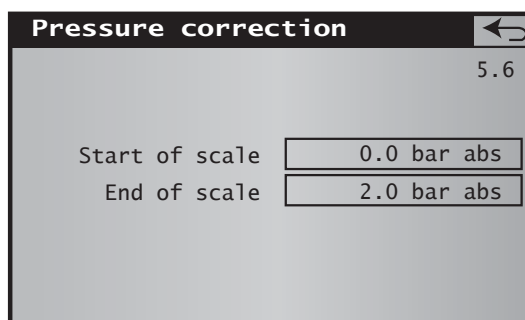 Pressure correction
5.6
Start of scale 0.0 bar abs
End of scale 2.0 bar abs